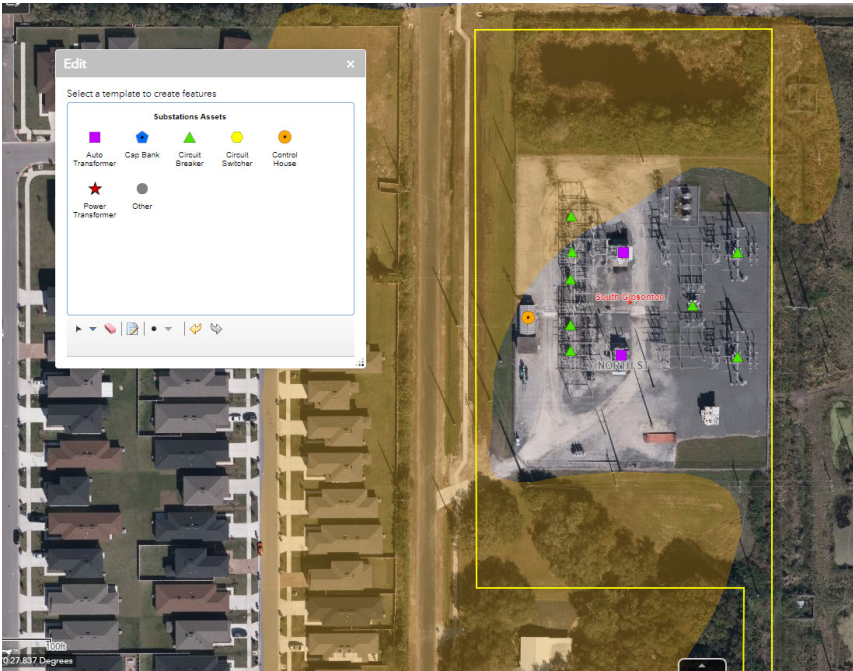 Edit
×
Select a template to create features
Substations Assets
Auto Transformer
Cap Bank
Circuit Breaker
Circuit Switcher
Control House
Power Transformer
Other
South Gibsonton
NORTH ST
100ft
27.837 Degrees